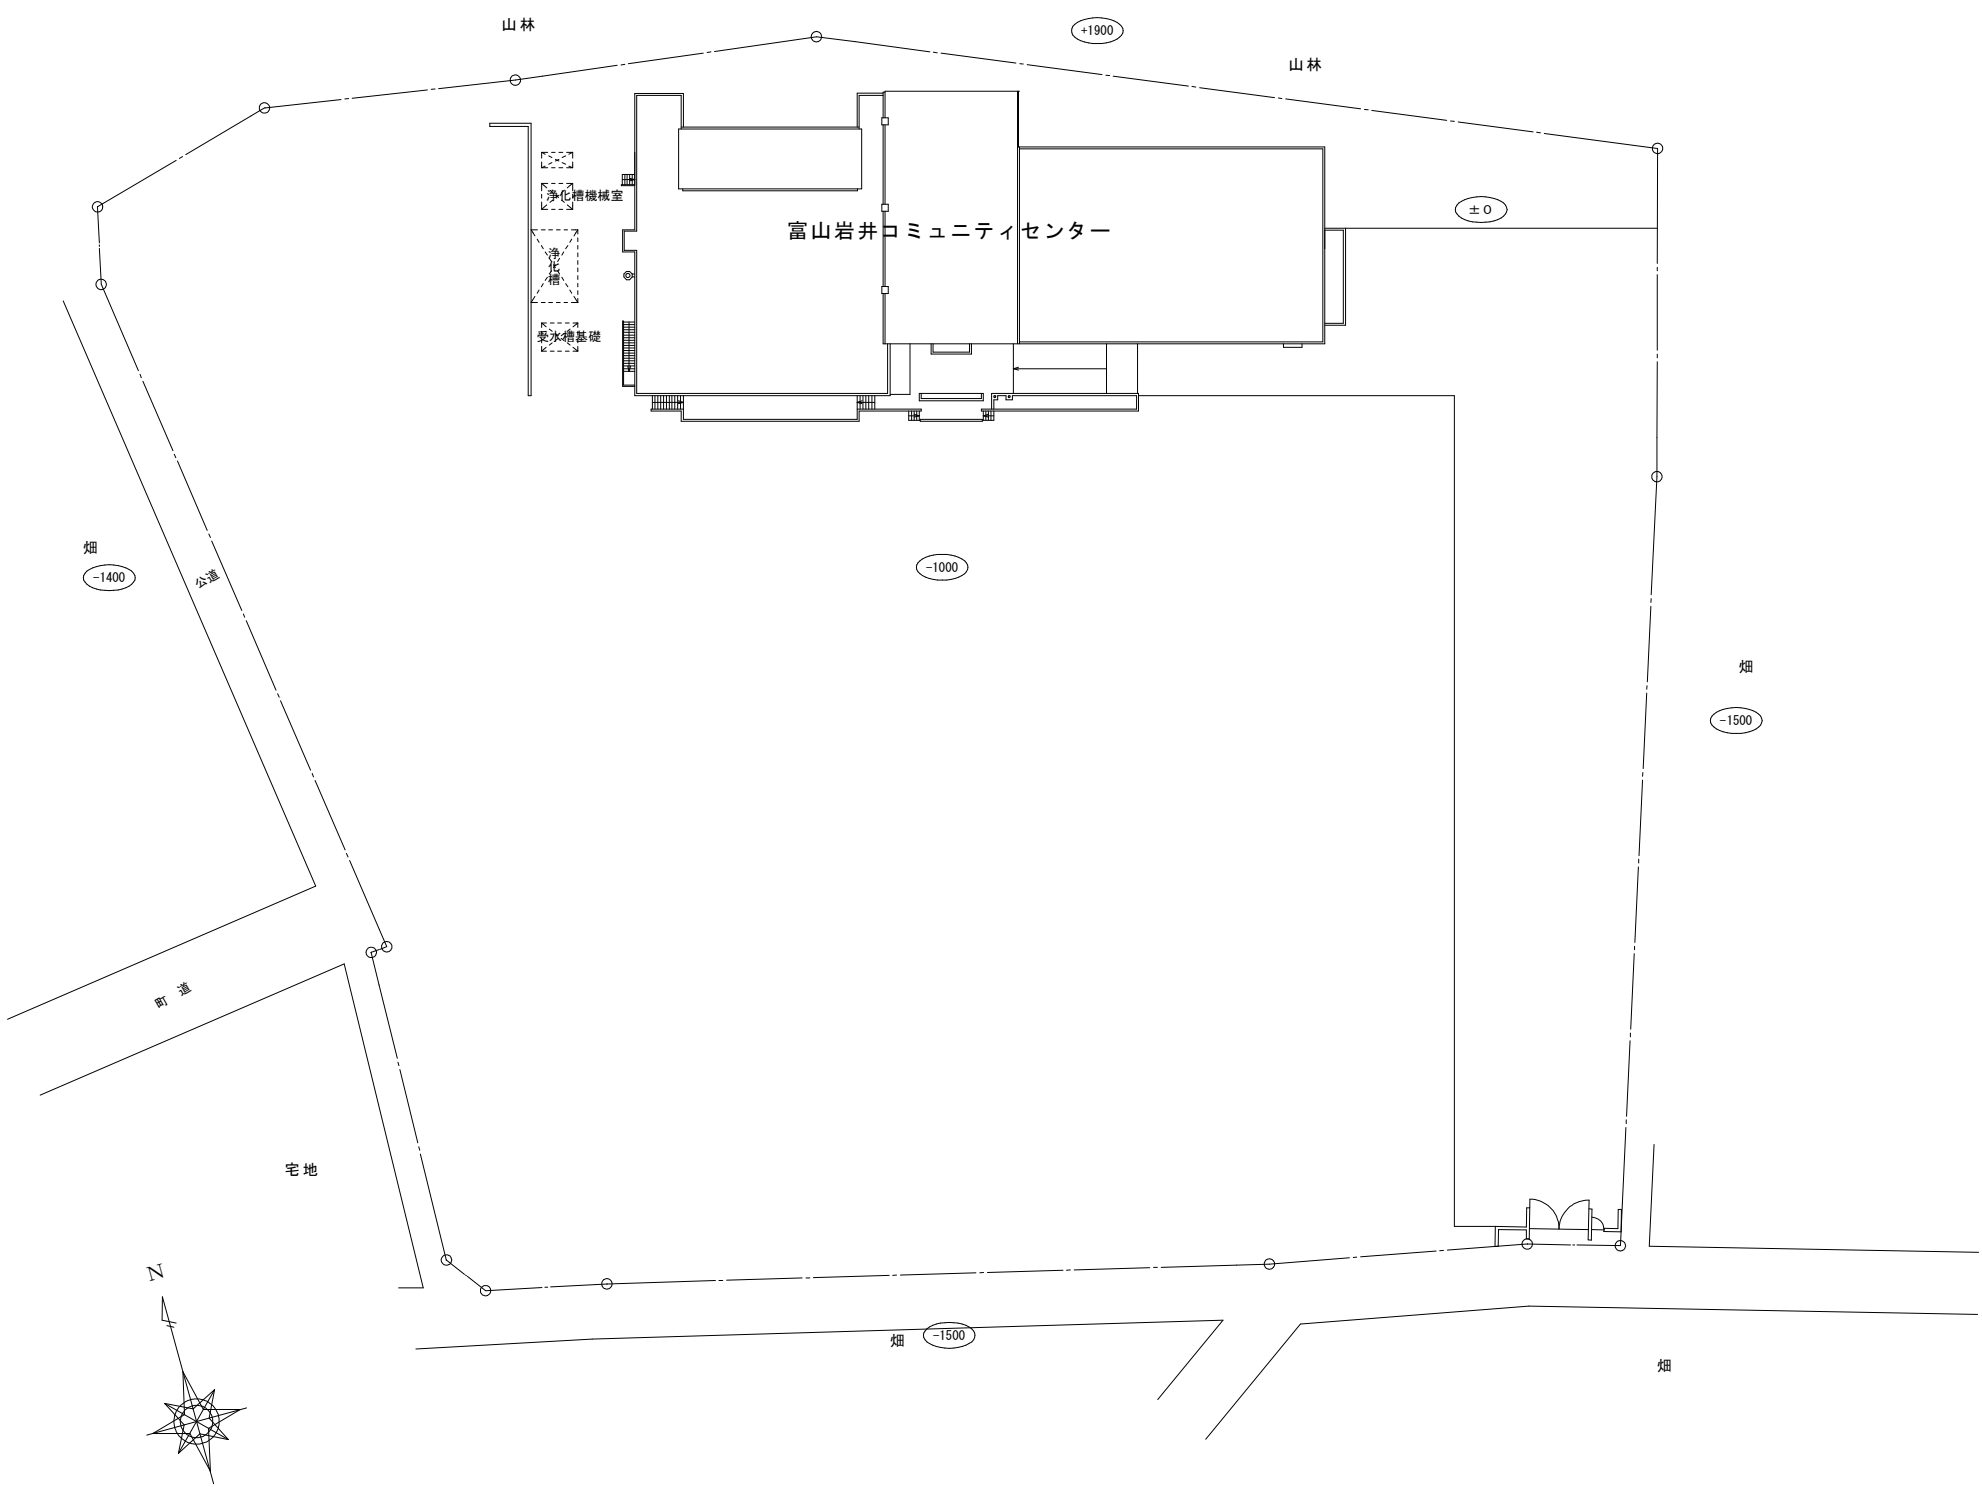 山林
+1900
山林
浄化槽機械室
±0
富山岩井コミュニティセンター
浄化槽
受水槽基礎
畑
-1400
公道
-1000
畑
-1500
町道
宅地
N
畑
-1500
畑